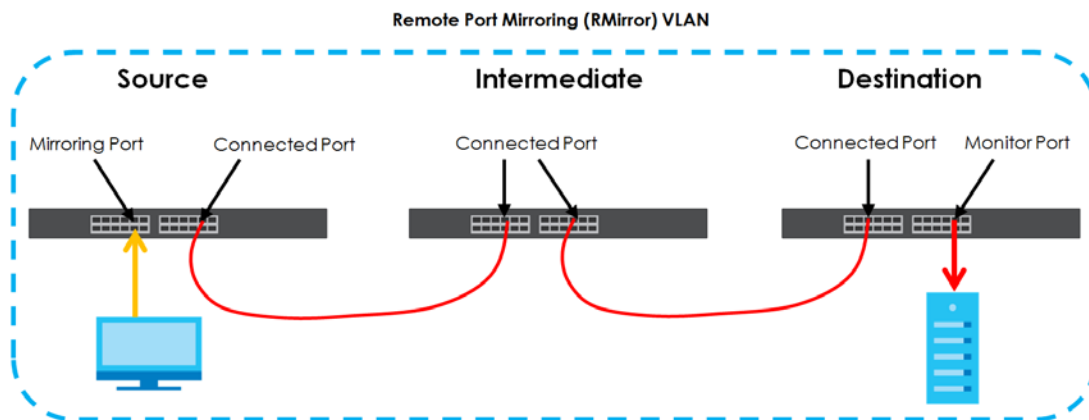 Remote Port Mirroring (RMirror) VLAN
Source
Intermediate
Destination
Mirroring Port
Connected Port
Connected Port
Connected Port
Monitor Port